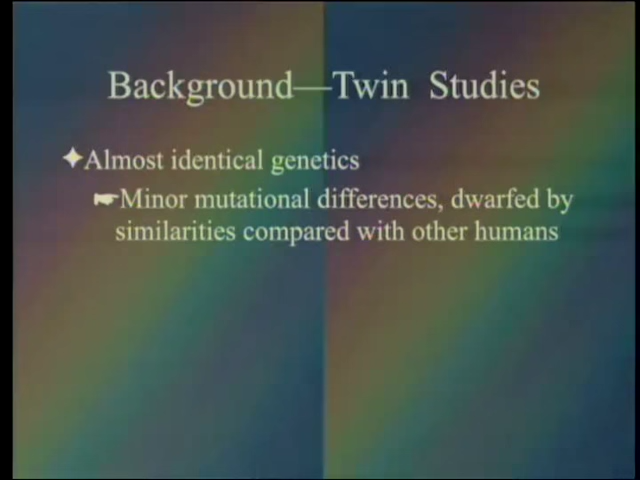 Background—Twin Studies
✦Almost identical genetics
☛Minor mutational differences, dwarfed by
similarities compared with other humans